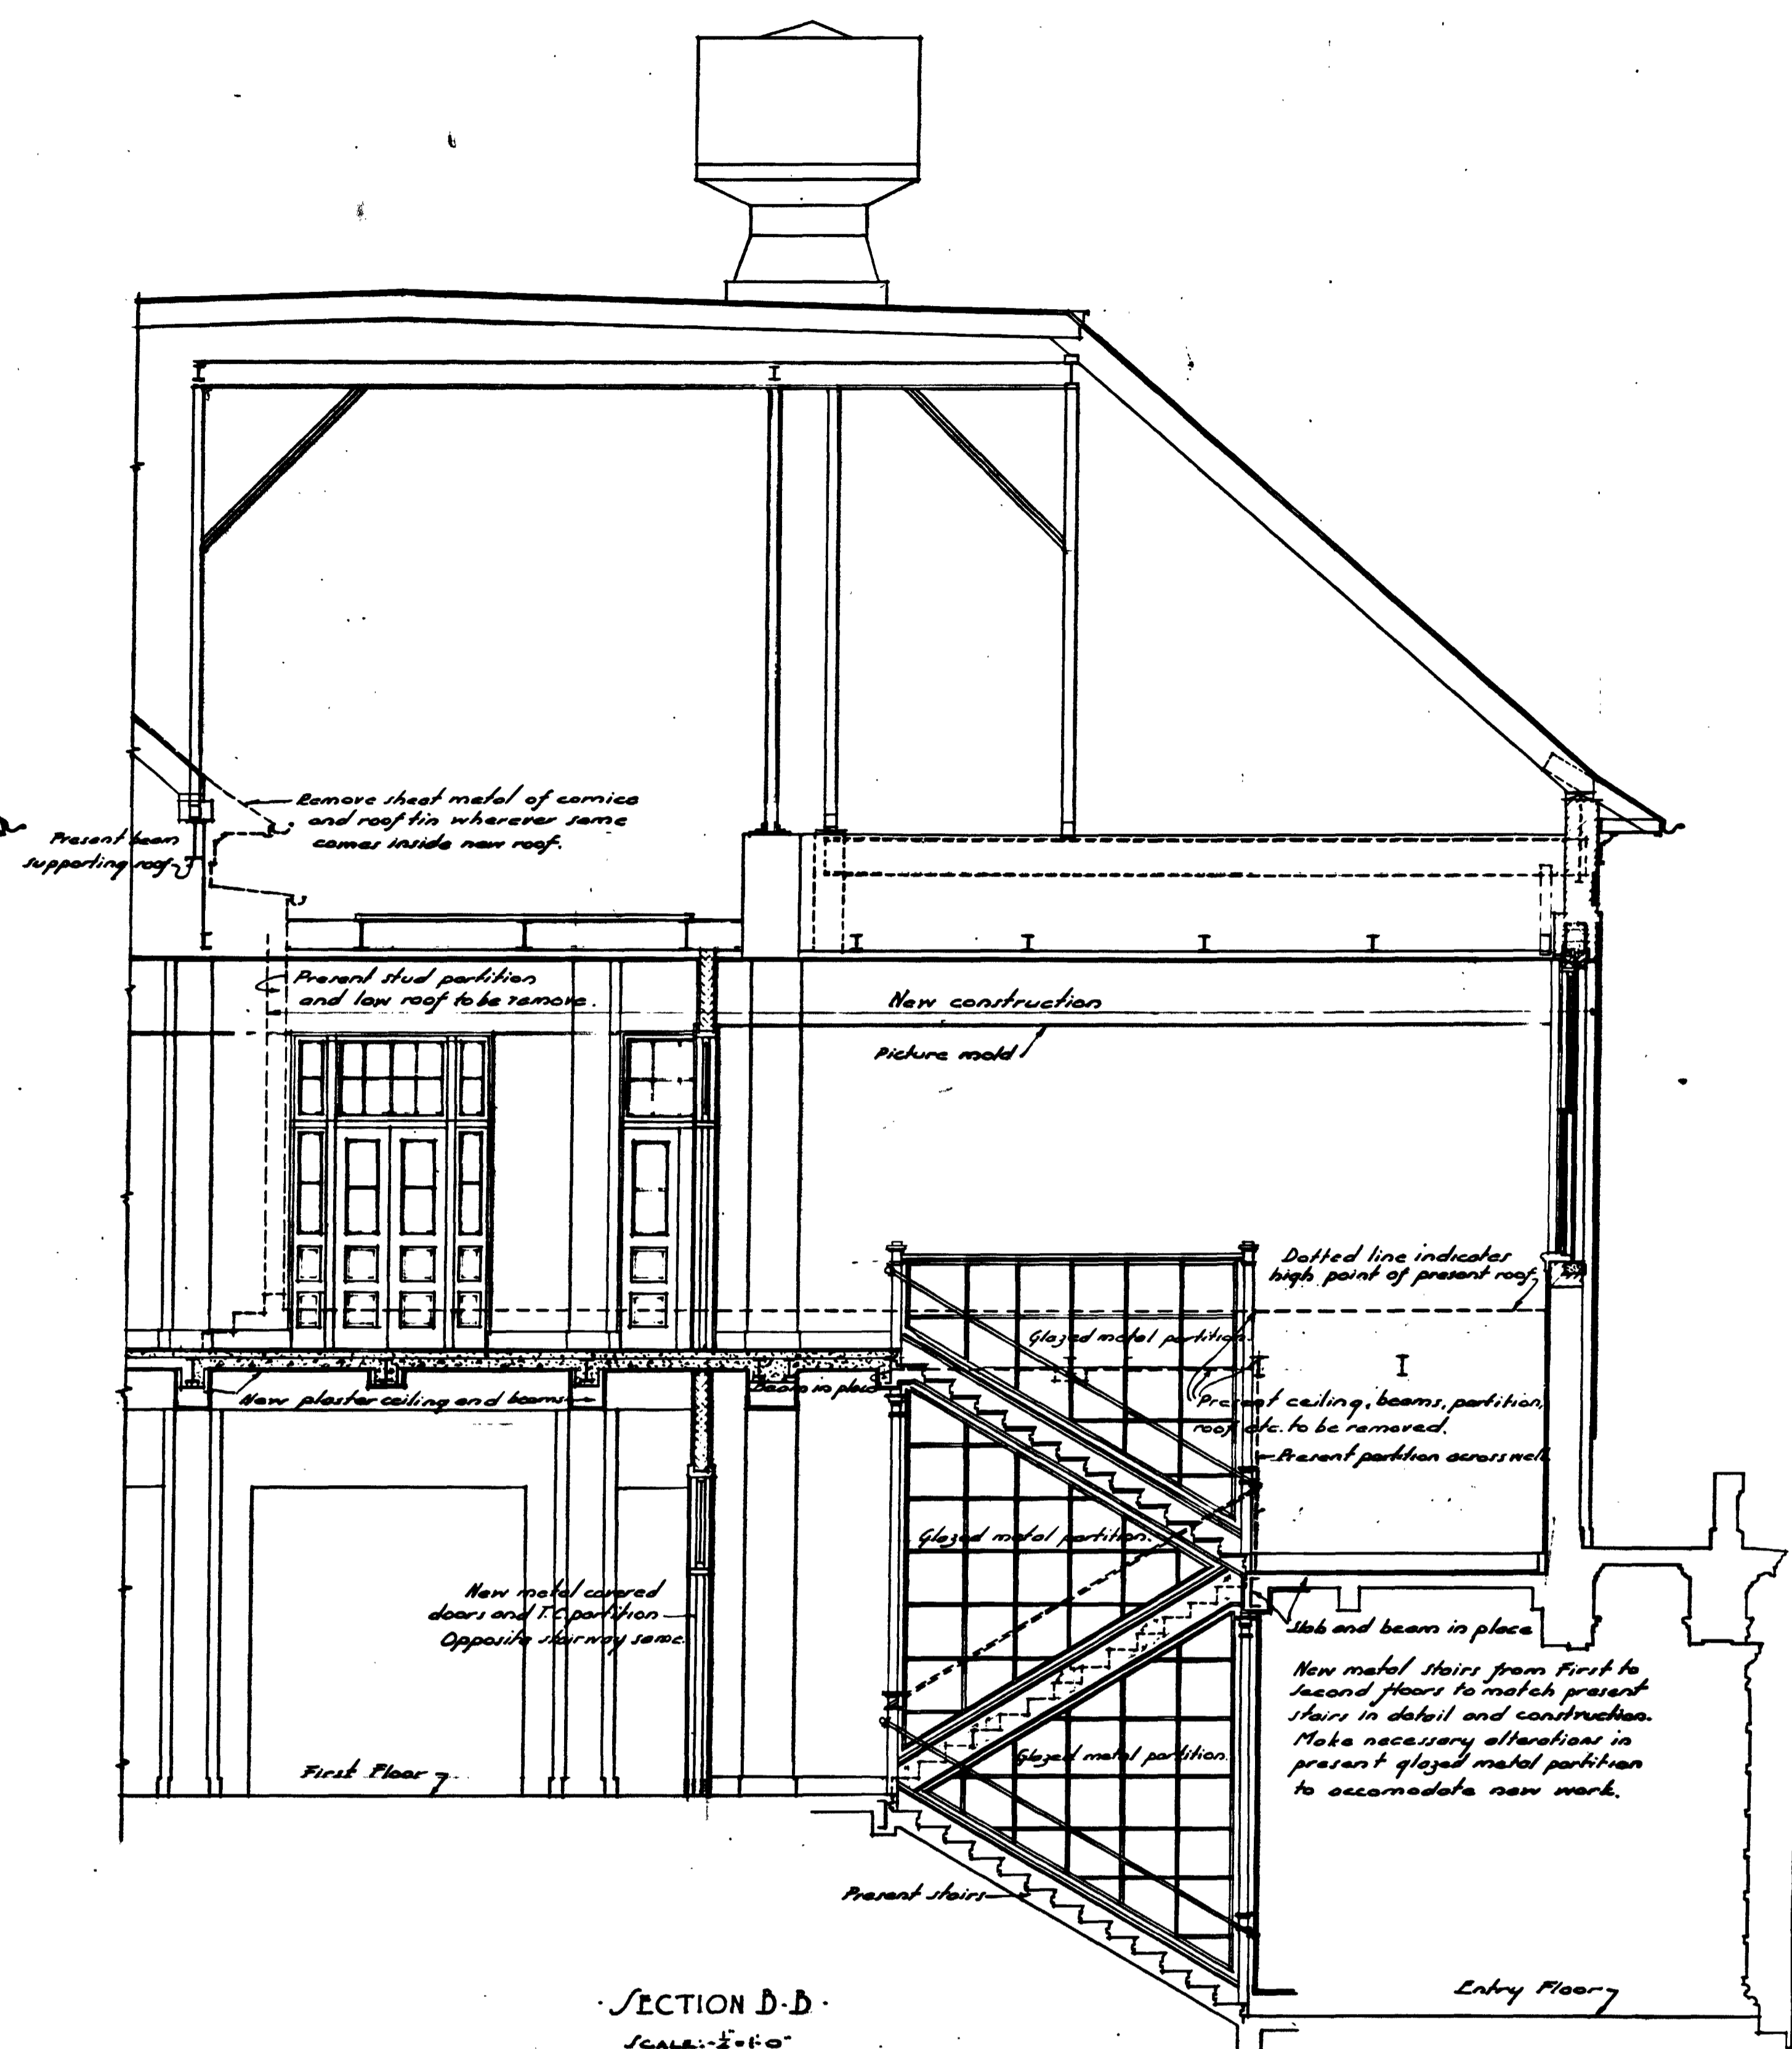 Remove sheet metal of cornice
and roof tin wherever same
comes inside new roof.
Present beam
supporting roof
Present stud partition
and low roof to be remove.
New construction
Picture mold
Dotted line indicates
high point of present roof
Glazed metal partition.
New plaster ceiling and beams
Beam in place
Present ceiling, beams, partition,
roof etc. to be removed.
Present partition across well
Glazed metal partition.
New metal covered
doors and T.C. partition
Opposite stairway same.
Slab and beam in place
New metal stairs from First to
second floors to match present
stairs in detail and construction.
Make necessary alterations in
present glazed metal partition
to accomodate new work.
Glazed metal partition.
First Floor
Present stairs
Entry Floor
·SECTION B-B·
SCALE:-